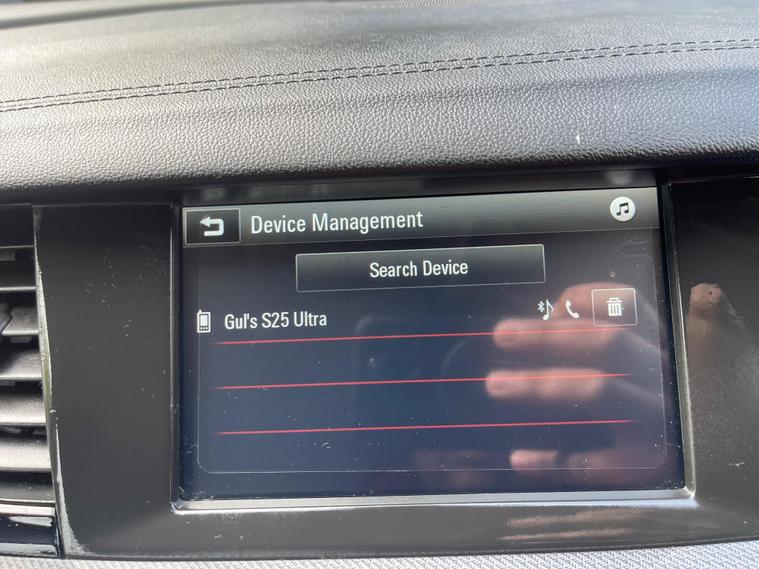 Device Management
Search Device
Gul's S25 Ultra